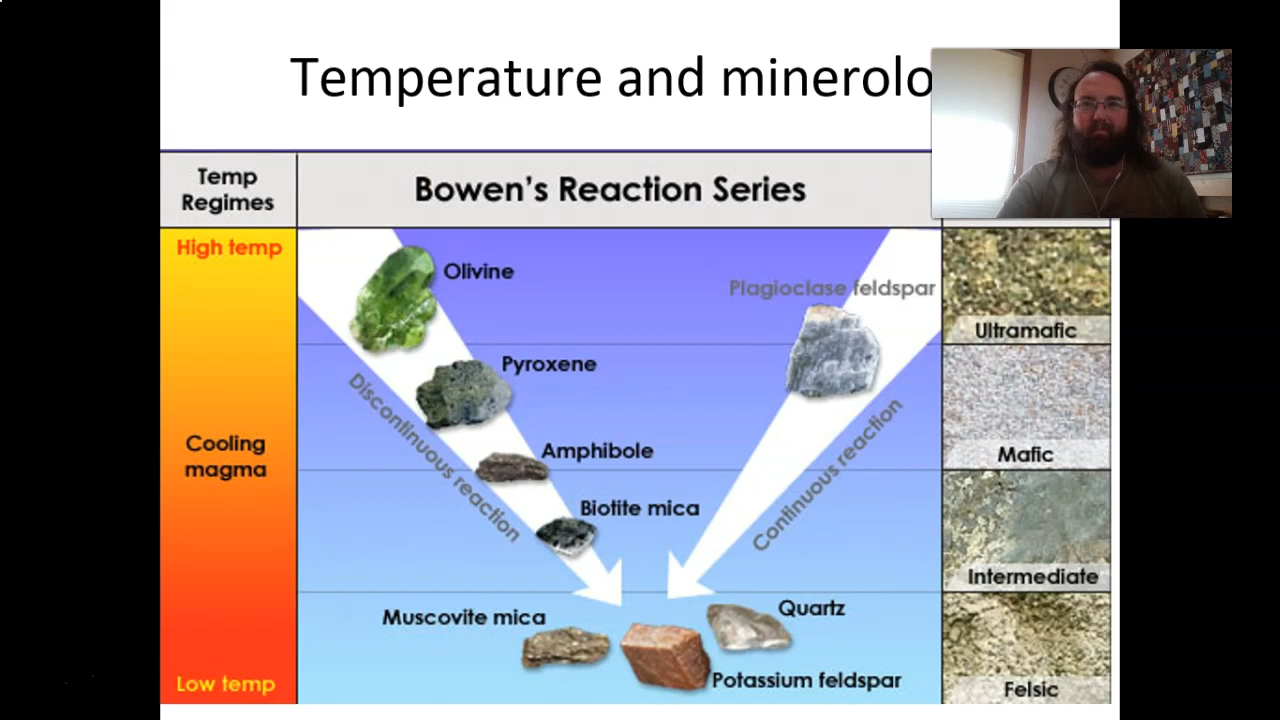 Temperature and minerolo
Temp
Regimes
Bowen's Reaction Series
High temp
Cooling
magma
Low temp
Olivine
Pyroxene
Amphibole
Biotite mica
Discontinuous reaction
Plagioclase feldspar
Continuous reaction
Muscovite mica
Quartz
Potassium feldspar
Ultramafic
Mafic
Intermediate
Felsic